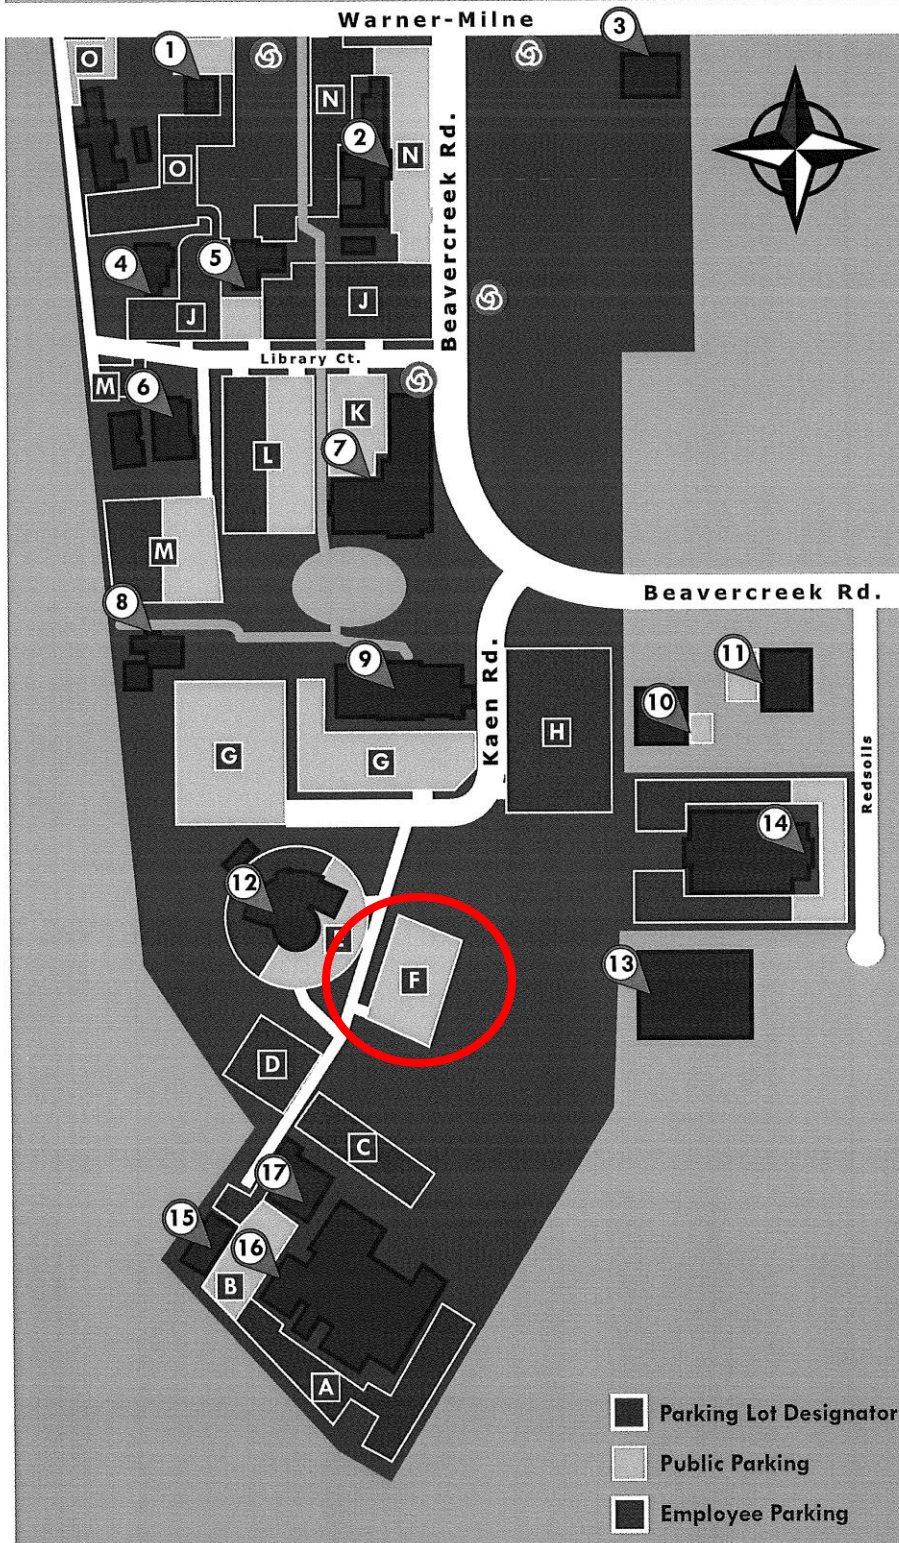 Warner-Milne
1
3
O
N
2
N
O
Beavercreek Rd.
4
5
J
J
Library Ct.
M
6
K
7
L
M
8
Beavercreek Rd.
9
11
10
Kaen Rd.
H
G
G
Redsoils
14
12
E
F
13
D
C
17
15
16
B
A
Parking Lot Designator
Public Parking
Employee Parking